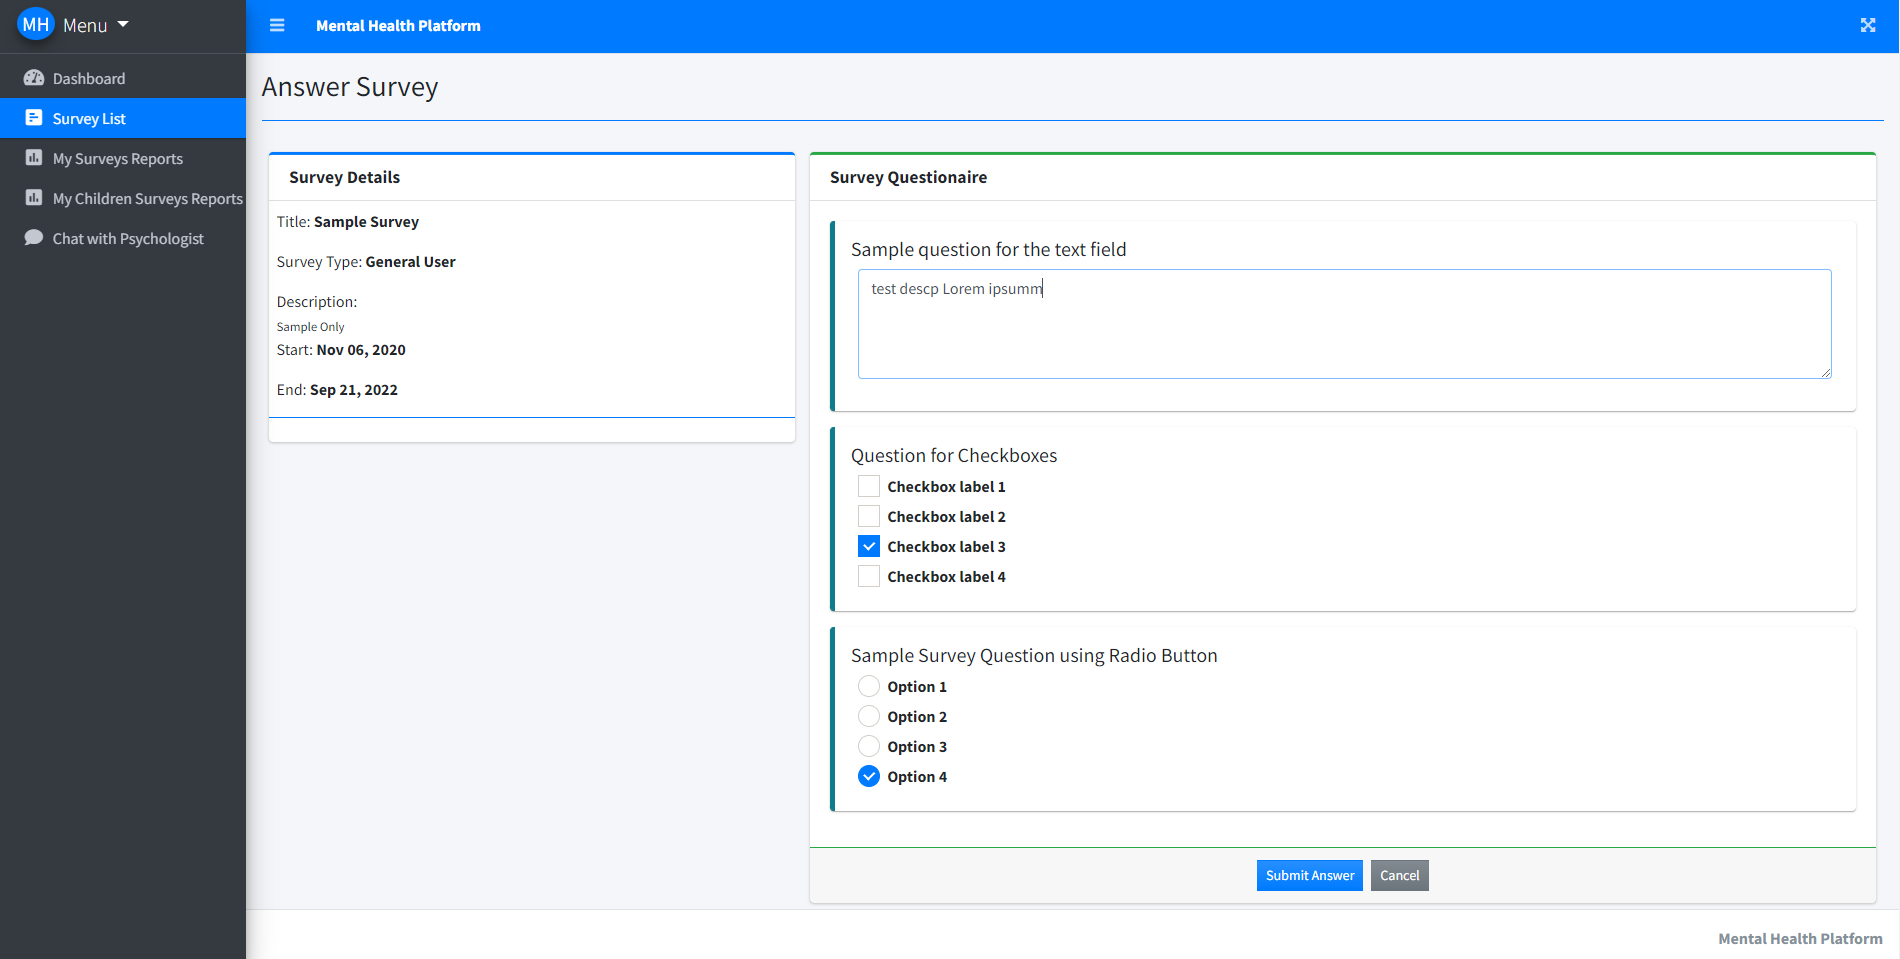 MH Menu
Mental Health Platform
Dashboard
Survey List
My Surveys Reports
My Children Surveys Reports
Chat with Psychologist
Answer Survey
Survey Details
Title: Sample Survey
Survey Type: General User
Description:
Sample Only
Start: Nov 06, 2020
End: Sep 21, 2022
Survey Questionaire
Sample question for the text field
test descp Lorem ipsumm
Question for Checkboxes
Checkbox label 1
Checkbox label 2
Checkbox label 3
Checkbox label 4
Sample Survey Question using Radio Button
Option 1
Option 2
Option 3
Option 4
Submit Answer Cancel
Mental Health Platform